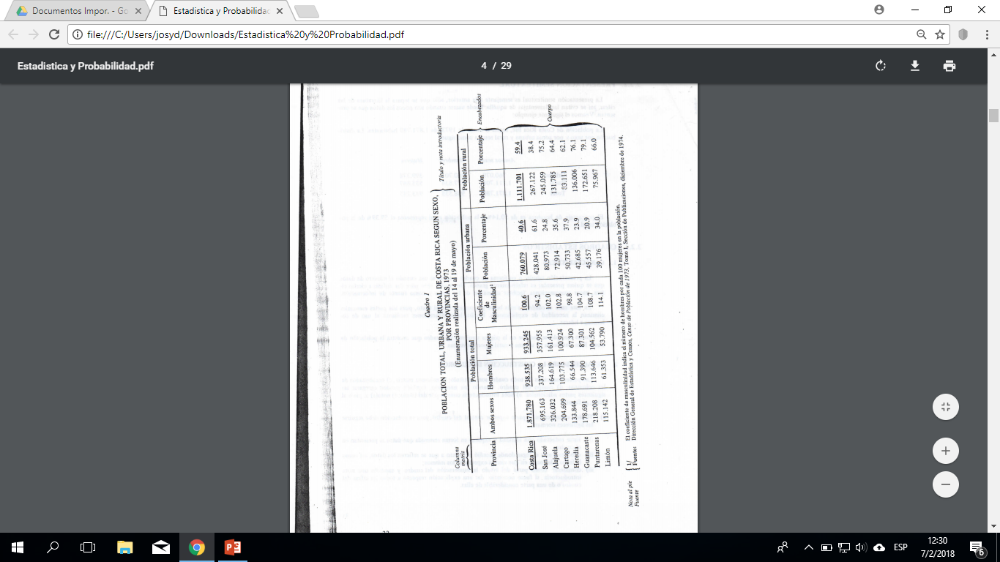 Documentos Impor. - Go
Estadistica y Probabilidad
file:///C:/Users/josyd/Downloads/Estadistica%20y%20Probabilidad.pdf
Estadistica y Probabilidad.pdf
4 / 29
Cuadro 1
POBLACION TOTAL, URBANA Y RURAL DE COSTA RICA SEGUN SEXO,
POR PROVINCIAS, 1973
(Enumeración realizada del 14 al 19 de mayo)
Título y nota introductoria
Columna
matriz
Encabezados
Cuerpo
Población total Población urbana Población rural
Provincia Ambos sexos Hombres Mujeres Coeficiente de Masculinidad¹ Población Porcentaje Población Porcentaje
Costa Rica 1.871.780 938.535 933.245 100.6 760.079 40.6 1.111.701 59.4
San José 695.163 337.208 357.955 94.2 428.041 61.6 267.122 38.4
Alajuela 326.032 164.619 161.413 102.0 80.973 24.8 245.059 75.2
Cartago 204.699 103.775 100.924 102.8 72.914 35.6 131.785 64.4
Heredia 133.844 66.544 67.300 98.8 50.733 37.9 83.111 62.1
Guanacaste 178.691 91.390 87.301 104.7 42.685 23.9 136.006 76.1
Puntarenas 218.208 113.646 104.562 108.7 45.557 20.9 172.651 79.1
Limón 115.142 61.353 53.790 114.1 39.176 34.0 75.967 66.0
Nota al pie
Fuente
1/ El coeficiente de masculinidad indica el número de hombres por cada 100 mujeres en la población.
Fuente: Dirección General de Estadística y Censos, Censo de Población de 1973, Tomo 1, Sección de Publicaciones, diciembre de 1974.
ESP
12:30
7/2/2018
6